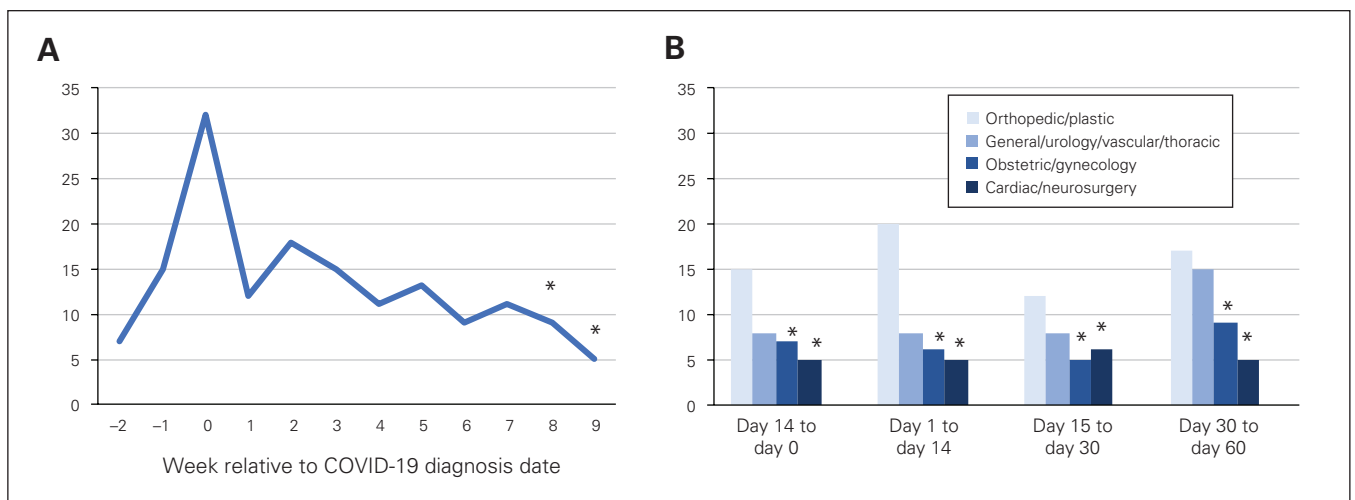 A
35
30
25
20
15
10
5
0
*
*
–2 –1 0 1 2 3 4 5 6 7 8 9
Week relative to COVID-19 diagnosis date
B
35
30
25
20
15
10
5
0
Orthopedic/plastic
General/urology/vascular/thoracic
Obstetric/gynecology
Cardiac/neurosurgery
* * * * * * * *
Day 14 to
day 0
Day 1 to
day 14
Day 15 to
day 30
Day 30 to
day 60